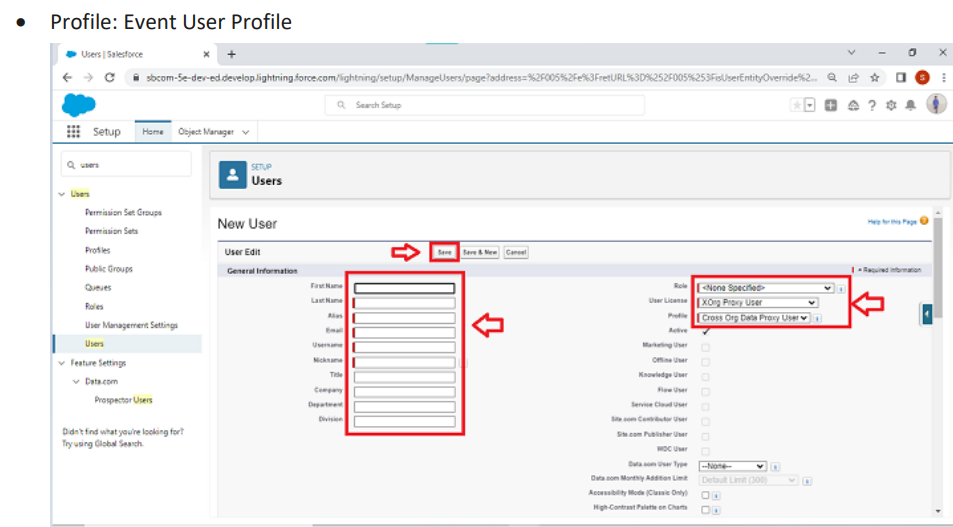 • Profile: Event User Profile
Users | Salesforce
sbcom-5e-dev-ed.develop.lightning.force.com/lightning/setup/ManageUsers/page?address=%2F005%2Fe%3FretURL%3D%252F005%253FisUserEntityOverride%2...
S
Search Setup
Setup Home Object Manager
users
SETUP
Users
Users
Permission Set Groups
Permission Sets
Profiles
Public Groups
Queues
Roles
User Management Settings
Users
Feature Settings
Data.com
Prospector Users
Didn't find what you're looking for?
Try using Global Search.
New User
Help for this Page
User Edit Save Save & New Cancel
General Information = Required Information
First Name
Last Name
Alias
Email
Username
Nickname
Title
Company
Department
Division
Role <None Specified>
User License XOrg Proxy User
Profile Cross Org Data Proxy User
Active
Marketing User
Offline User
Knowledge User
Flow User
Service Cloud User
Site.com Contributor User
Site.com Publisher User
WDC User
Data.com User Type --None--
Data.com Monthly Addition Limit Default Limit (300)
Accessibility Mode (Classic Only)
High-Contrast Palette on Charts